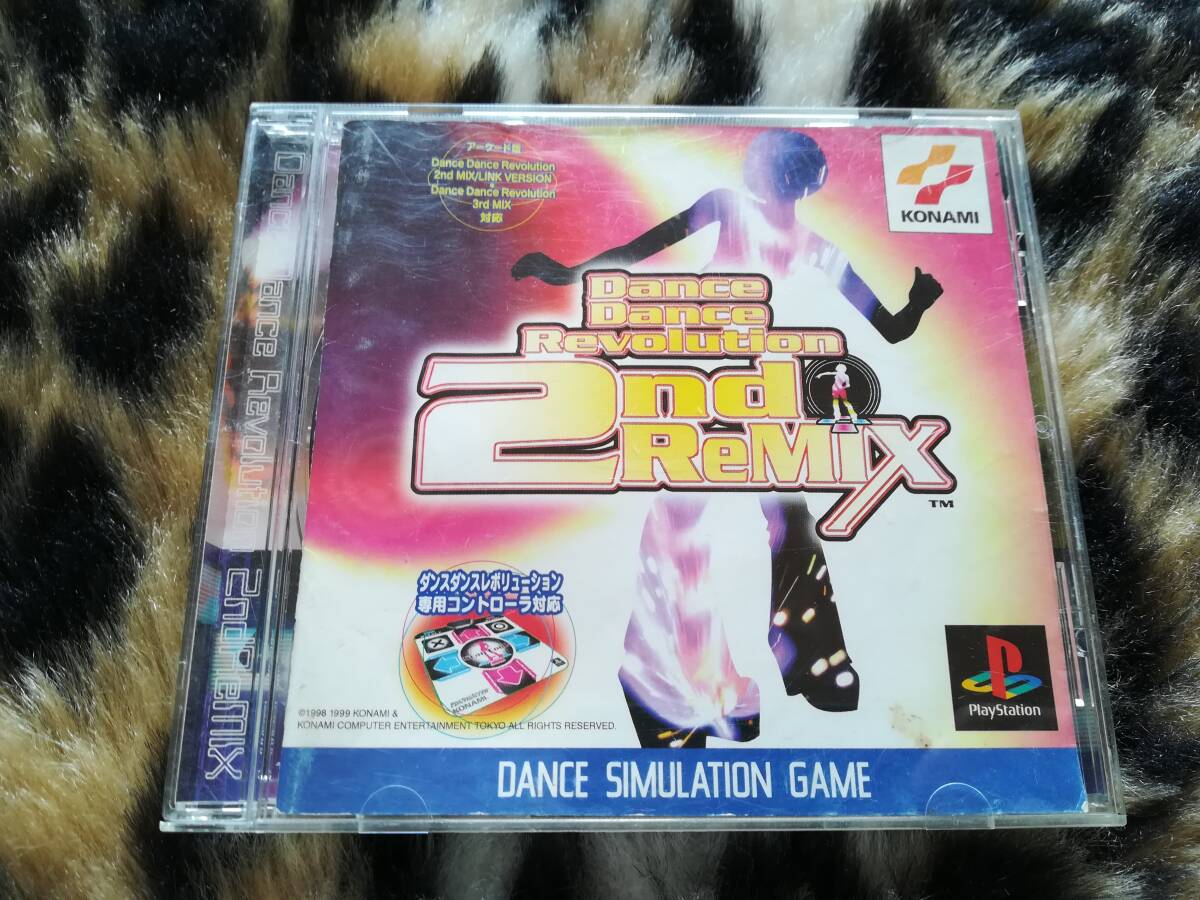 アーケード版
Dance Dance Revolution
2nd MIX/LINK VERSION
Dance Dance Revolution
3rd MIX
対応
KONAMI
Dance
Dance
Revolution
2nd
ReMIX
TM
ダンスダンスレボリューション
専用コントローラ対応
KONAMI
©1998 1999 KONAMI &
KONAMI COMPUTER ENTERTAINMENT TOKYO ALL RIGHTS RESERVED.
PlayStation
DANCE SIMULATION GAME
Dance Dance Revolution 2ndReMIX